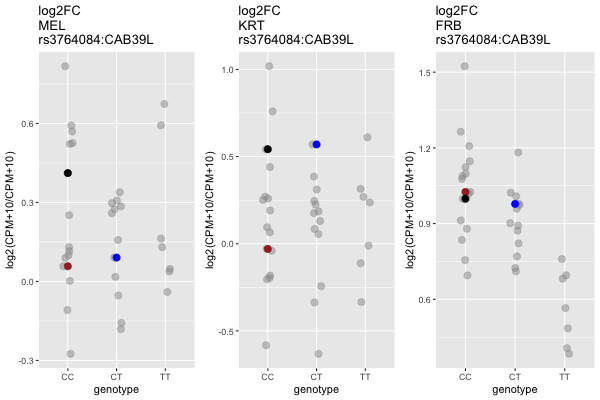 log2FC
MEL
rs3764084:CAB39L
log2(CPM+10/CPM+10)
0.6
0.3
0.0
-0.3
CC CT TT
genotype
log2FC
KRT
rs3764084:CAB39L
log2(CPM+10/CPM+10)
1.0
0.5
0.0
-0.5
CC CT TT
genotype
log2FC
FRB
rs3764084:CAB39L
log2(CPM+10/CPM+10)
1.5
1.2
0.9
0.6
CC CT TT
genotype